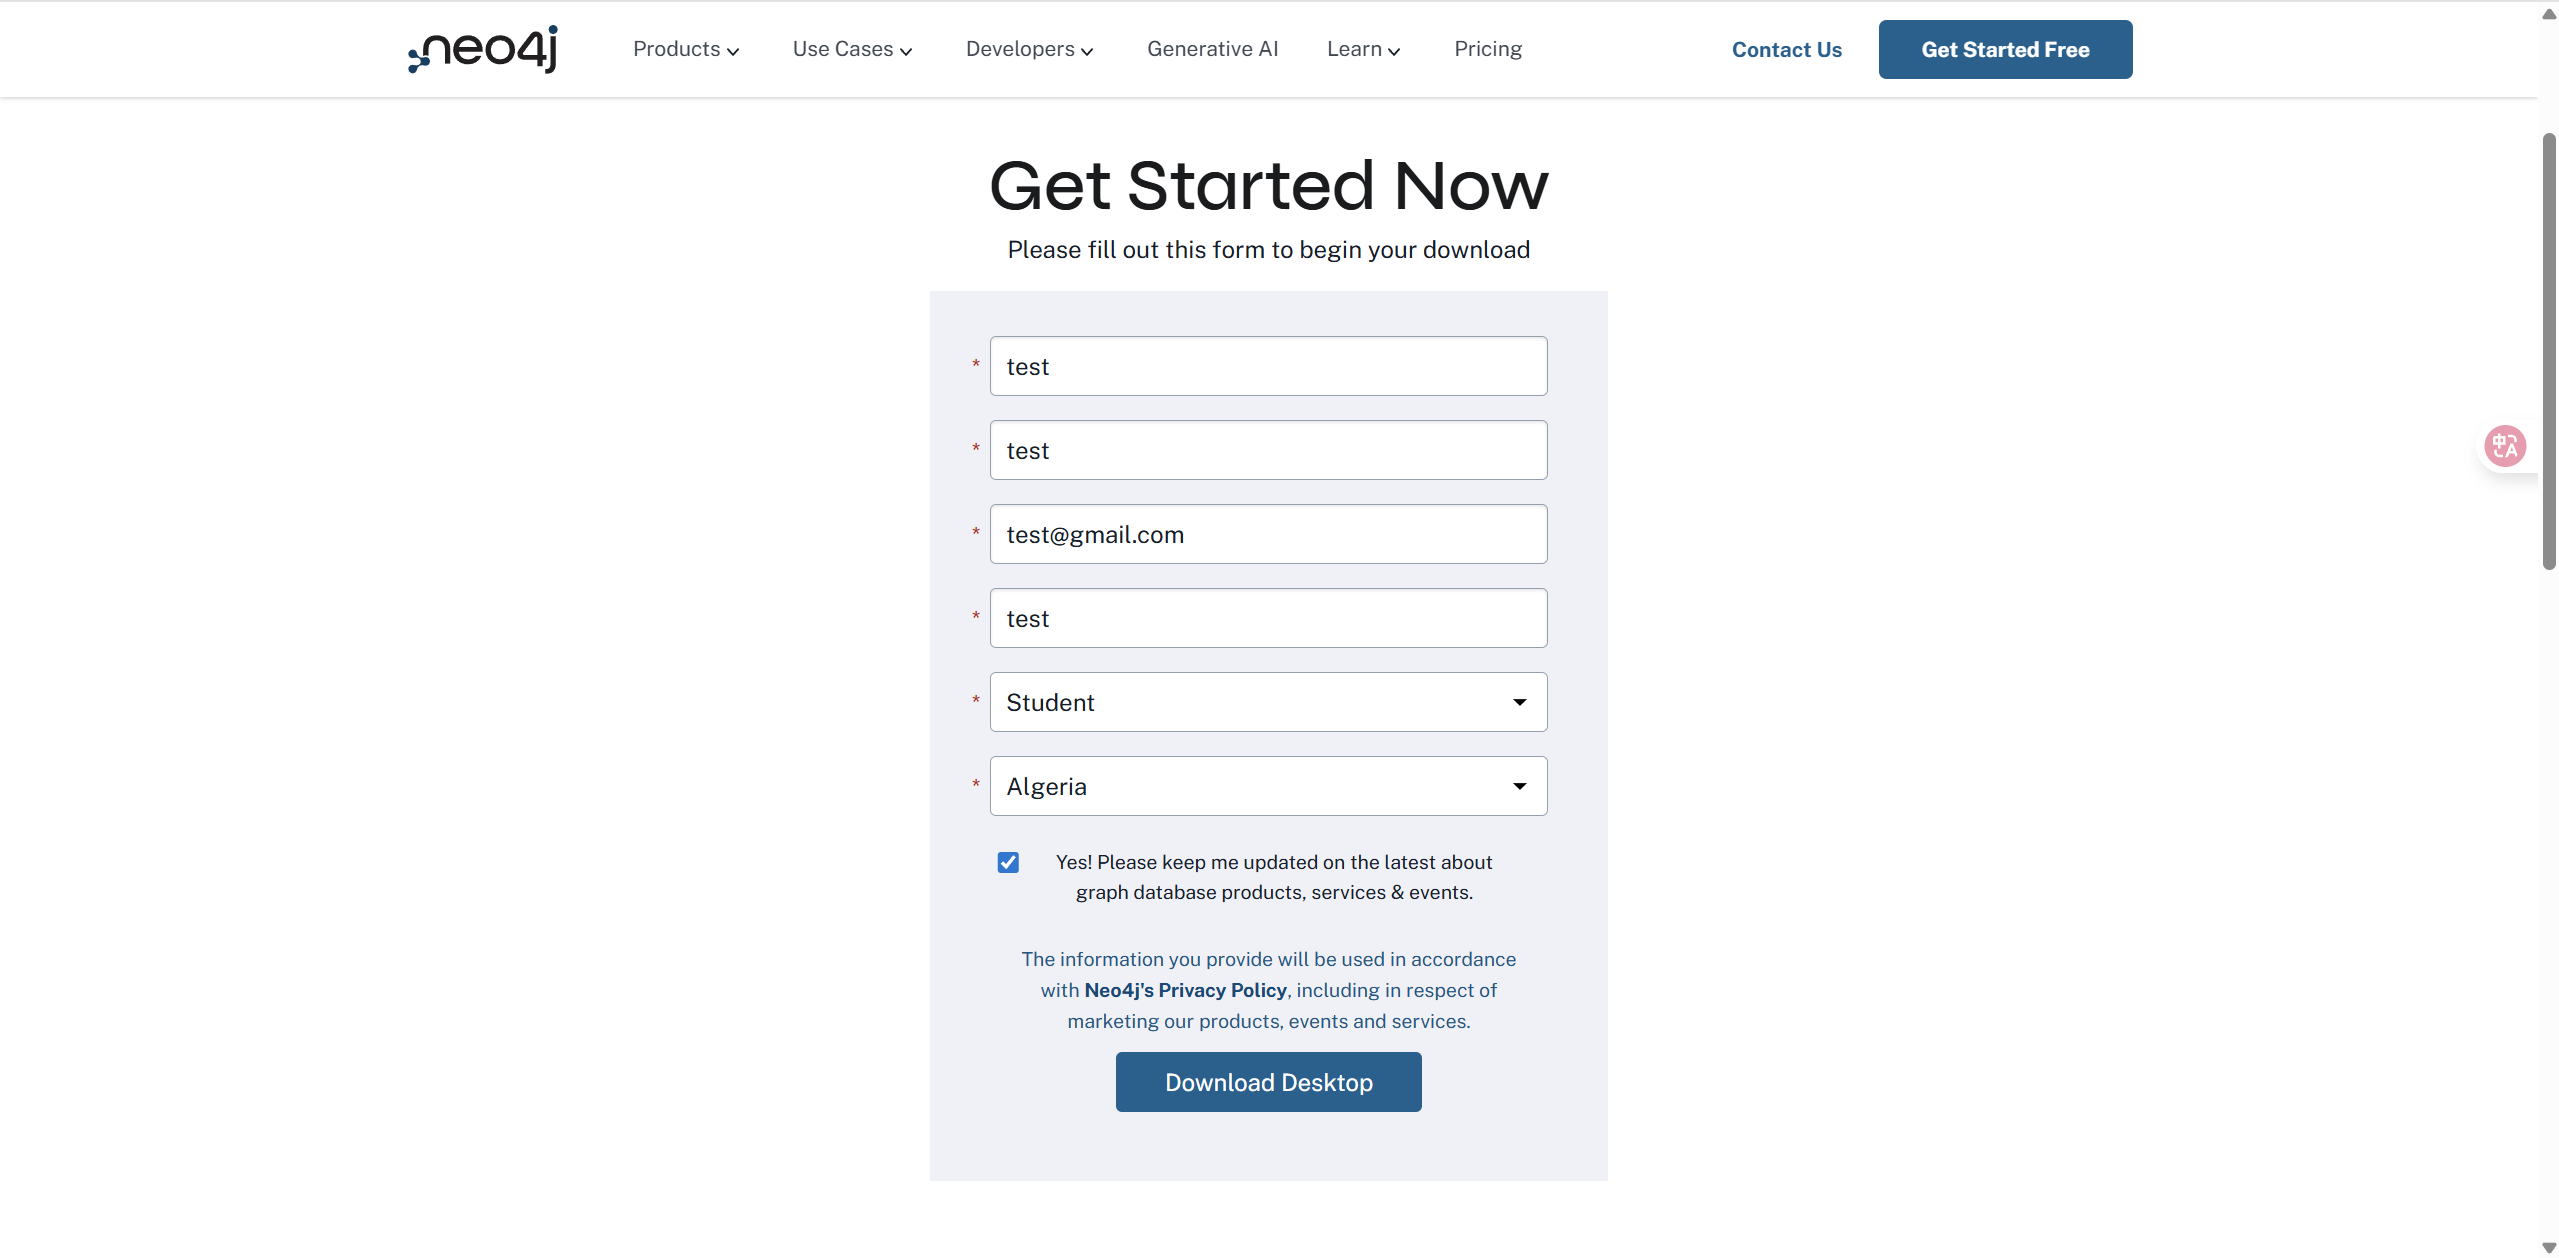 neo4j
Products
Use Cases
Developers
Generative AI
Learn
Pricing
Contact Us
Get Started Free
Get Started Now
Please fill out this form to begin your download
* test
* test
* test@gmail.com
* test
* Student
* Algeria
Yes! Please keep me updated on the latest about
graph database products, services & events.
The information you provide will be used in accordance
with Neo4j's Privacy Policy, including in respect of
marketing our products, events and services.
Download Desktop
中A